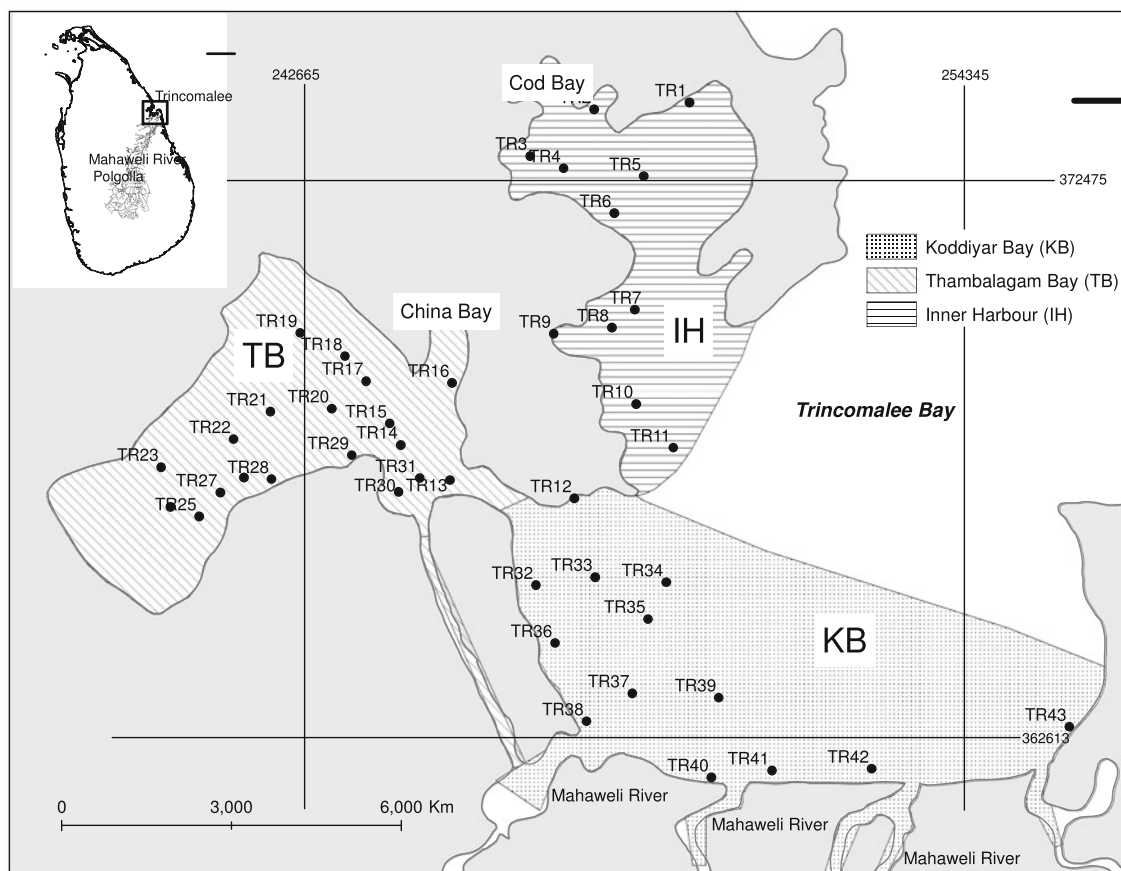 Trincomalee
Mahaweli River
Polgolla
242665
254345
372475
362613
Cod Bay
TR1
TR3
TR4
TR5
TR6
Koddiyar Bay (KB)
Thambalagam Bay (TB)
Inner Harbour (IH)
China Bay
TR7
TR8
TR9
IH
TR19
TB
TR18
TR17
TR16
TR10
Trincomalee Bay
TR21
TR20
TR15
TR22
TR14
TR11
TR23
TR29
TR28
TR31
TR27
TR30
TR13
TR12
TR25
TR32
TR33
TR34
TR35
TR36
KB
TR37
TR39
TR38
TR43
TR40
TR41
TR42
0
3,000
6,000 Km
Mahaweli River
Mahaweli River
Mahaweli River